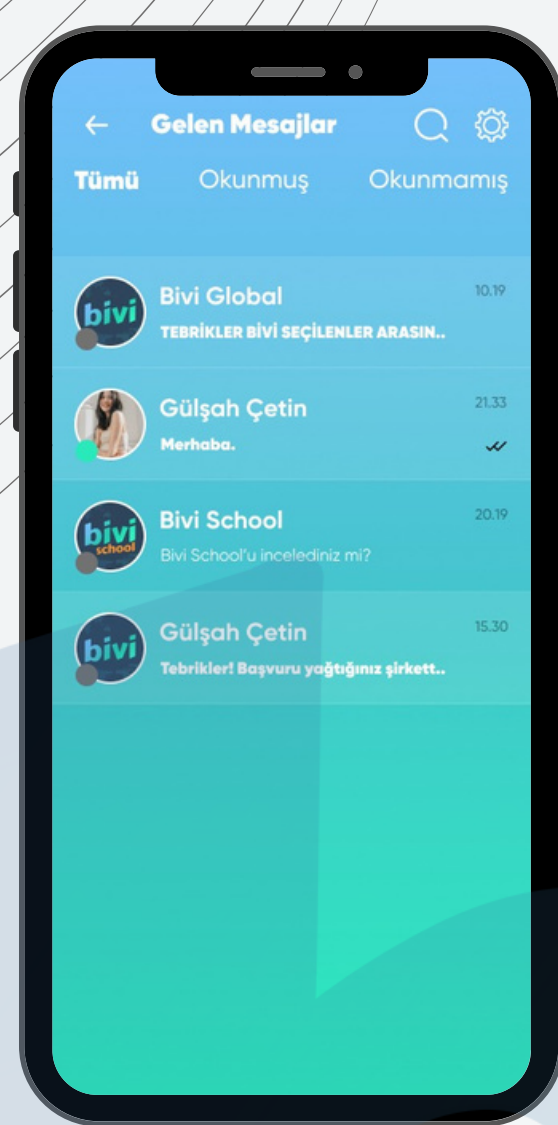 Gelen Mesajlar
Tümü Okunmuş Okunmamış
bivi
Bivi Global 10.19
TEBRİKLER BİVİ SEÇİLENLER ARASIN..
Gülşah Çetin 21.33
Merhaba.
bivi
school
Bivi School 20.19
Bivi School'u incelediniz mi?
bivi
Gülşah Çetin 15.30
Tebrikler! Başvuru yağtığınız şirkett..